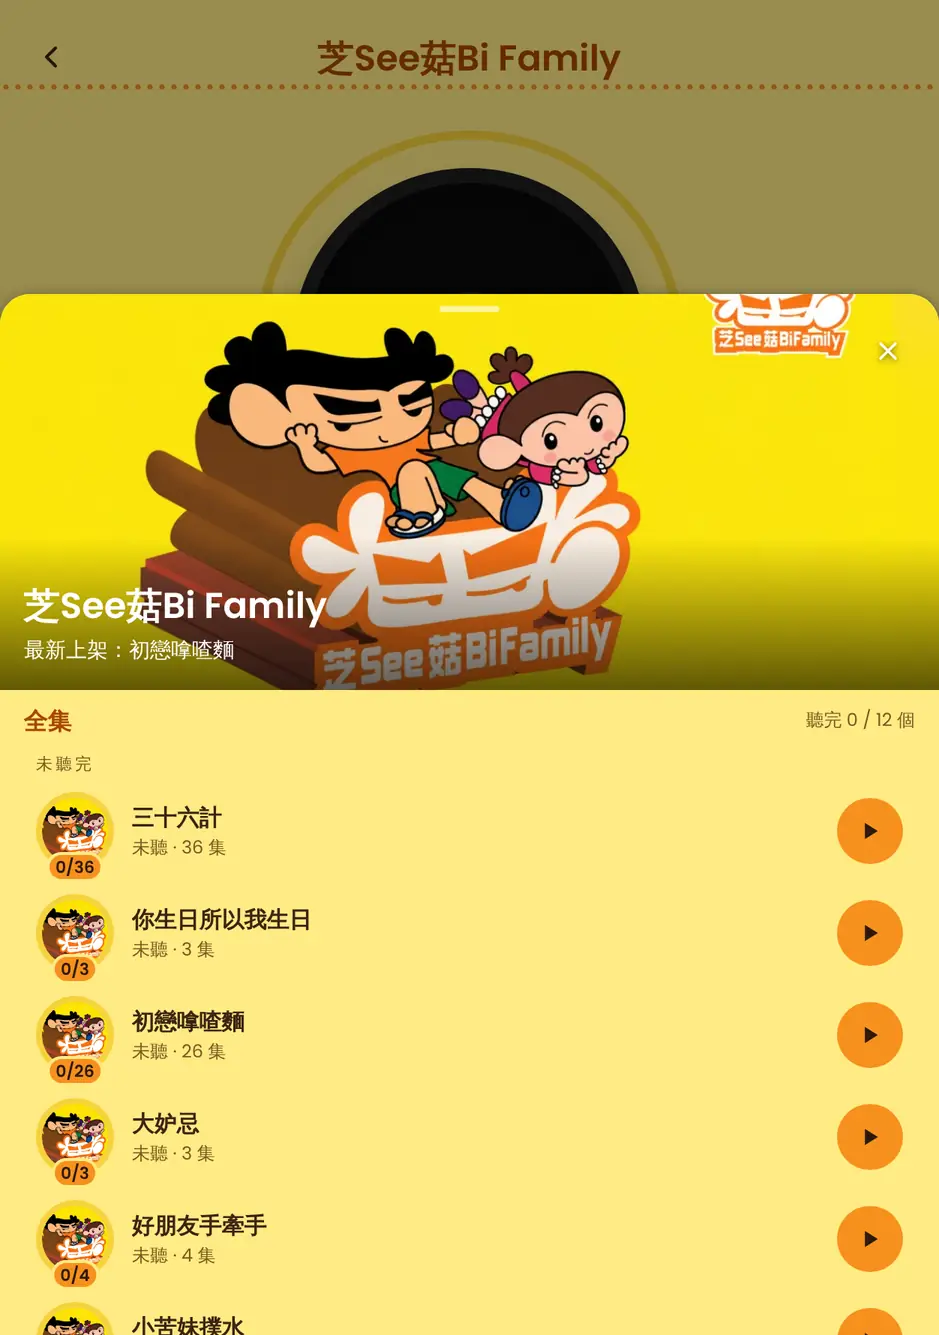 芝See菇Bi Family
芝See菇BiFamily
芝See菇BiFamily
芝See菇Bi Family
最新上架：初戀嗱喳麵
全集
聽完 0 / 12 個
未聽完
三十六計
未聽 · 36 集
0/36
你生日所以我生日
未聽 · 3 集
0/3
初戀嗱喳麵
未聽 · 26 集
0/26
大妒忌
未聽 · 3 集
0/3
好朋友手牽手
未聽 · 4 集
0/4
小苦妹撲水